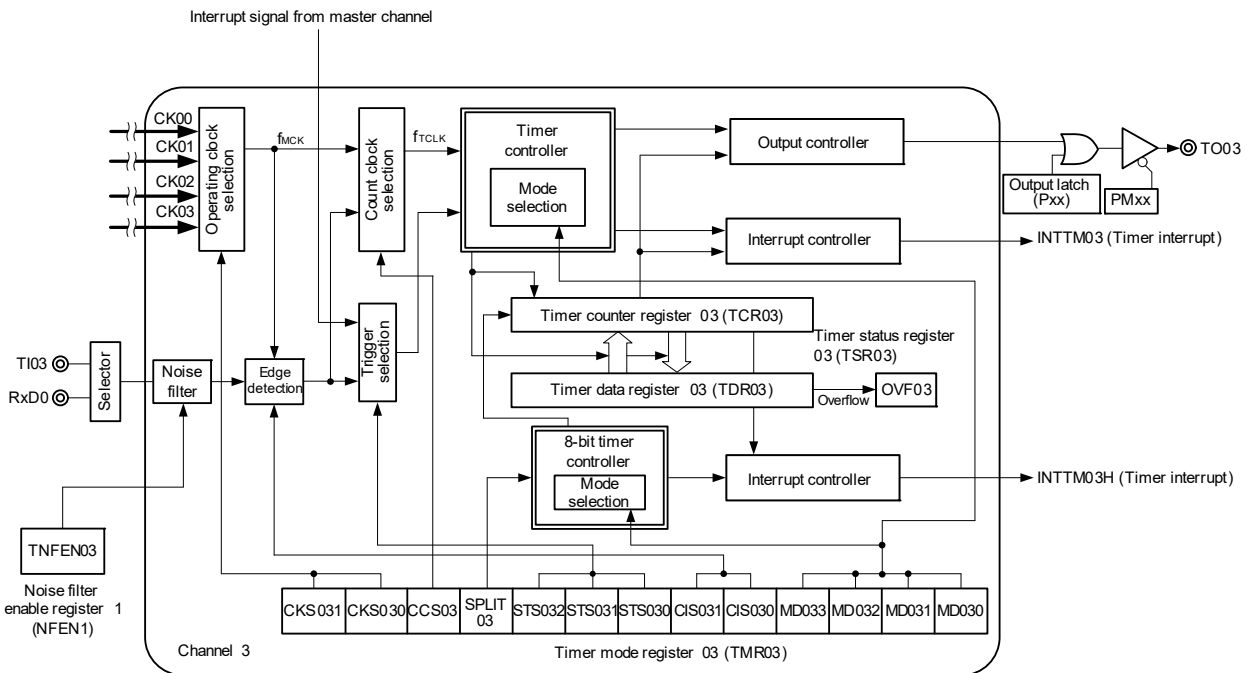 Interrupt signal from master channel
CK00
CK01
CK02
CK03
Operating clock
selection
fMCK
Count clock
selection
fTCLK
Timer
controller
Mode
selection
Output controller
Output latch
(Pxx)
PMxx
TO03
Interrupt controller
INTTM03 (Timer interrupt)
Timer counter register 03 (TCR03)
Timer status register
03 (TSR03)
TI03
RxD0
Selector
Noise
filter
Edge
detection
Trigger
selection
Timer data register 03 (TDR03)
Overflow
OVF03
8-bit timer
controller
Mode
selection
Interrupt controller
INTTM03H (Timer interrupt)
TNFEN03
Noise filter
enable register 1
(NFEN1)
CKS031
CKS030
CCS03
SPLIT
03
STS032
STS031
STS030
CIS031
CIS030
MD033
MD032
MD031
MD030
Channel 3
Timer mode register 03 (TMR03)